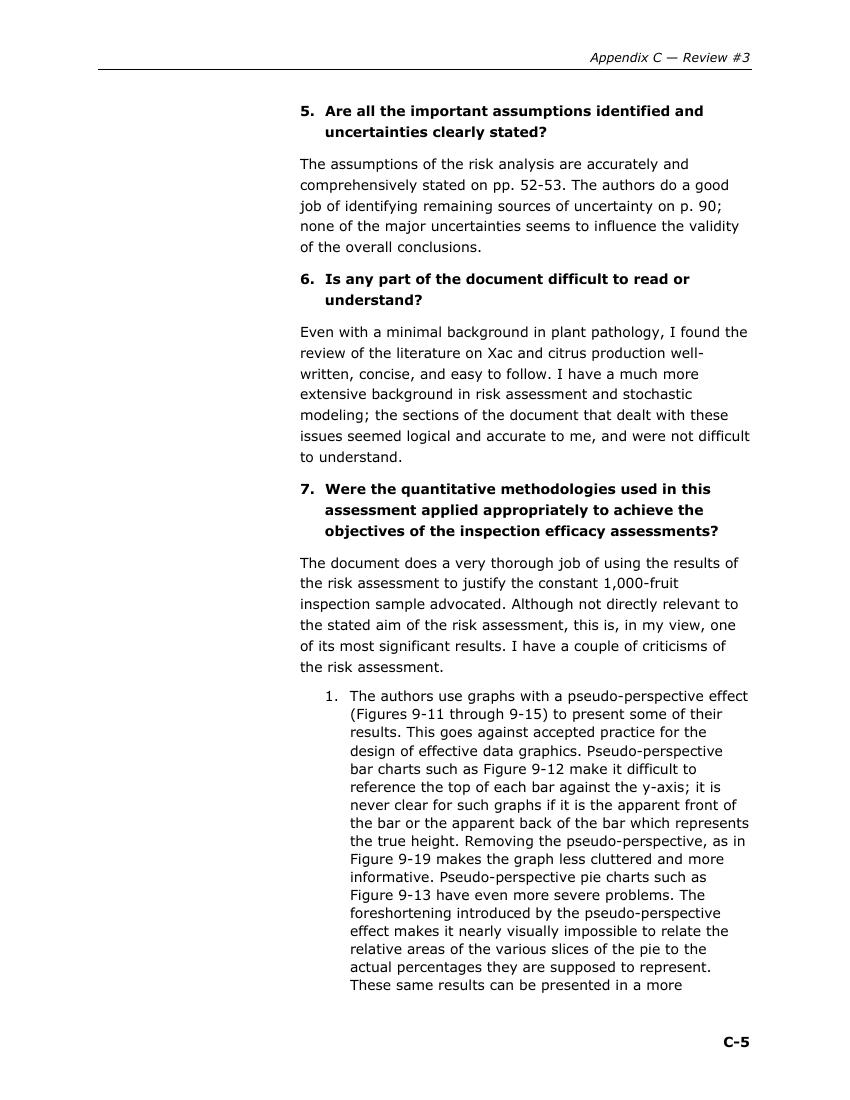 Appendix C — Review #3
5. Are all the important assumptions identified and
uncertainties clearly stated?
The assumptions of the risk analysis are accurately and
comprehensively stated on pp. 52-53. The authors do a good
job of identifying remaining sources of uncertainty on p. 90;
none of the major uncertainties seems to influence the validity
of the overall conclusions.
6. Is any part of the document difficult to read or
understand?
Even with a minimal background in plant pathology, I found the
review of the literature on Xac and citrus production well-
written, concise, and easy to follow. I have a much more
extensive background in risk assessment and stochastic
modeling; the sections of the document that dealt with these
issues seemed logical and accurate to me, and were not difficult
to understand.
7. Were the quantitative methodologies used in this
assessment applied appropriately to achieve the
objectives of the inspection efficacy assessments?
The document does a very thorough job of using the results of
the risk assessment to justify the constant 1,000-fruit
inspection sample advocated. Although not directly relevant to
the stated aim of the risk assessment, this is, in my view, one
of its most significant results. I have a couple of criticisms of
the risk assessment.
1. The authors use graphs with a pseudo-perspective effect
(Figures 9-11 through 9-15) to present some of their
results. This goes against accepted practice for the
design of effective data graphics. Pseudo-perspective
bar charts such as Figure 9-12 make it difficult to
reference the top of each bar against the y-axis; it is
never clear for such graphs if it is the apparent front of
the bar or the apparent back of the bar which represents
the true height. Removing the pseudo-perspective, as in
Figure 9-19 makes the graph less cluttered and more
informative. Pseudo-perspective pie charts such as
Figure 9-13 have even more severe problems. The
foreshortening introduced by the pseudo-perspective
effect makes it nearly visually impossible to relate the
relative areas of the various slices of the pie to the
actual percentages they are supposed to represent.
These same results can be presented in a more
C-5